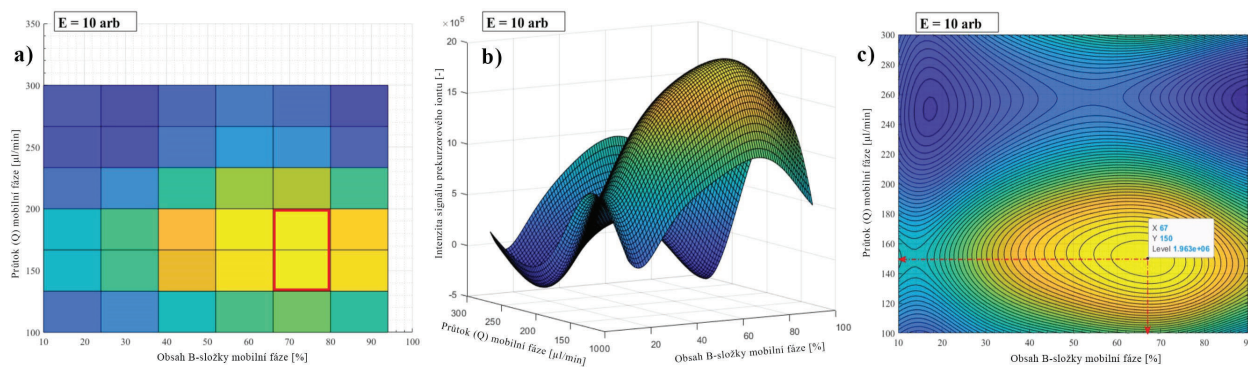 E = 10 arb
a)
350
300
250
200
150
100
Průtok (Q) mobilní fáze [µl/min]
10 20 30 40 50 60 70 80 90 100
Obsah B-složky mobilní fáze [%]
E = 10 arb
b)
×10⁵
20
15
10
5
0
-5
Intenzita signálu prekurzorového iontu [-]
300 250 200 150 1000
Průtok (Q) mobilní fáze [µl/min]
20 40 60 80 100
Obsah B-složky mobilní fáze [%]
E = 10 arb
c)
300
280
260
240
220
200
180
160
140
120
100
Průtok (Q) mobilní fáze [µl/min]
X 67
Y 150
Level 1.963e+06
10 20 30 40 50 60 70 80
Obsah B-složky mobilní fáze [%]